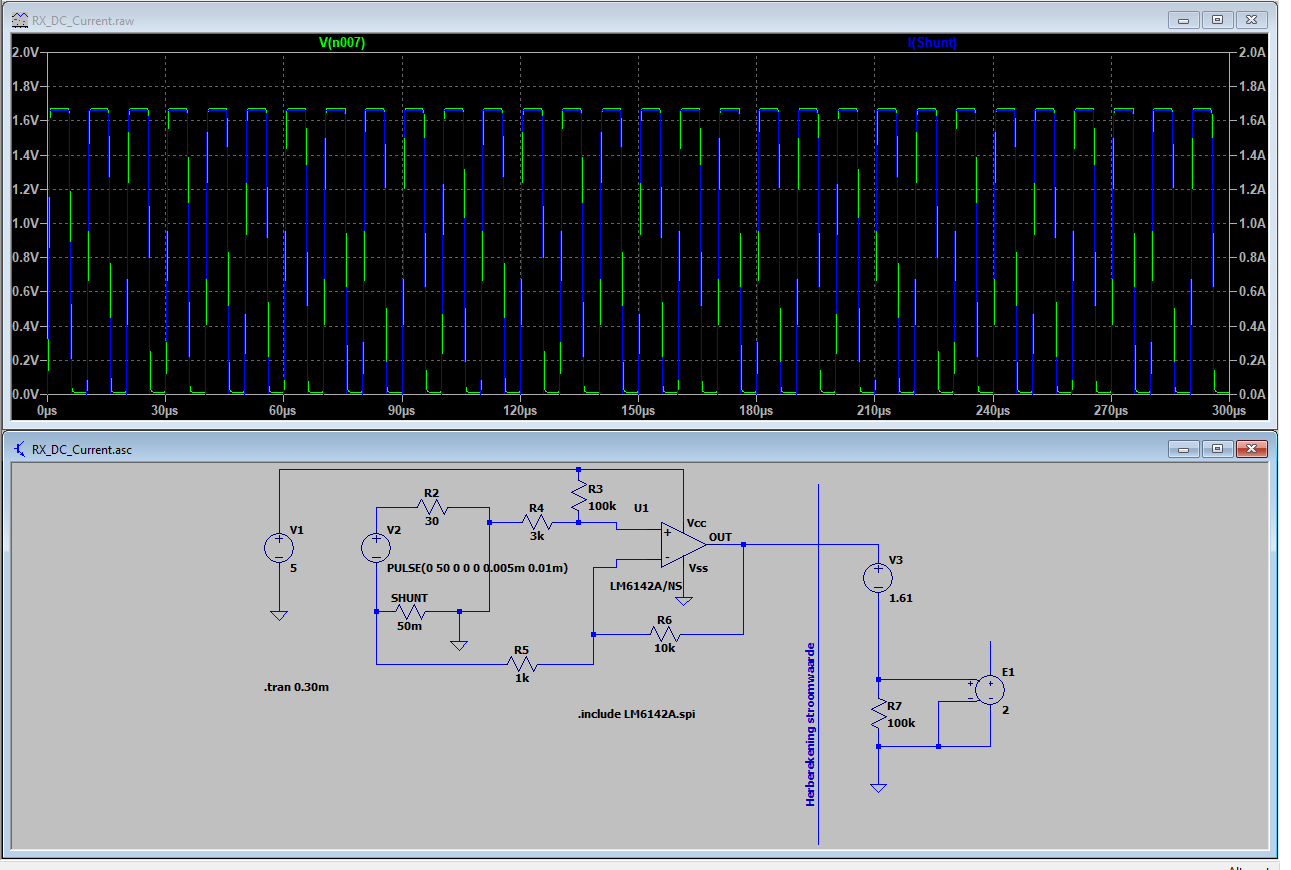 RX_DC_Current.raw
V(n007) I(Shunt)
2.0V 2.0A
1.8V 1.8A
1.6V 1.6A
1.4V 1.4A
1.2V 1.2A
1.0V 1.0A
0.8V 0.8A
0.6V 0.6A
0.4V 0.4A
0.2V 0.2A
0.0V 0.0A
0µs 30µs 60µs 90µs 120µs 150µs 180µs 210µs 240µs 270µs 300µs
RX_DC_Current.asc
V1
5
V2
PULSE(0 50 0 0 0 0.005m 0.01m)
R2
30
SHUNT
50m
R4
3k
R3
100k
U1
Vcc
+
-
OUT
Vss
LM6142A/NS
R6
10k
R5
1k
.tran 0.30m
.include LM6142A.spi
Herberekening stroomwaarde
V3
1.61
R7
100k
E1
2